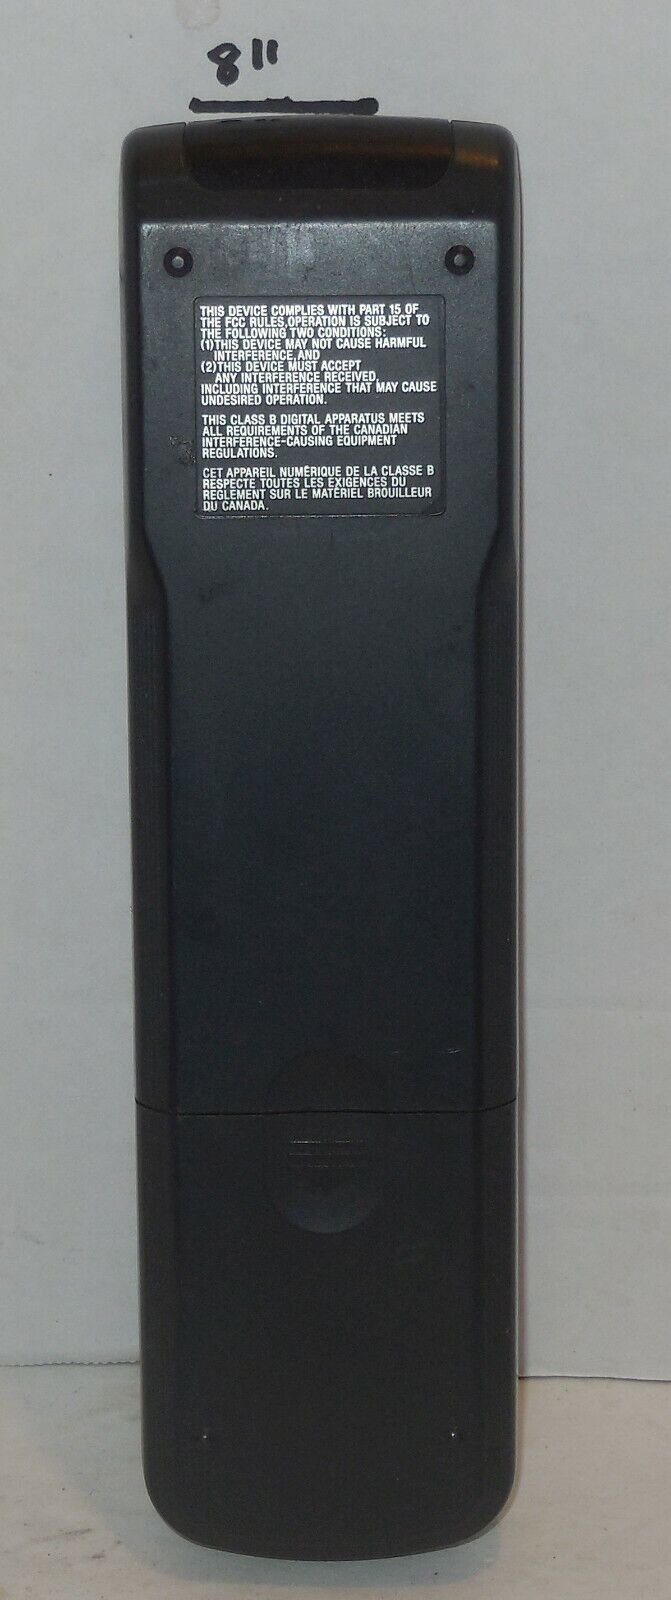 8"
THIS DEVICE COMPLIES WITH PART 15 OF
THE FCC RULES,OPERATION IS SUBJECT TO
THE FOLLOWING TWO CONDITIONS:
(1)THIS DEVICE MAY NOT CAUSE HARMFUL
INTERFERENCE,AND
(2)THIS DEVICE MUST ACCEPT
ANY INTERFERENCE RECEIVED,
INCLUDING INTERFERENCE THAT MAY CAUSE
UNDESIRED OPERATION.
THIS CLASS B DIGITAL APPARATUS MEETS
ALL REQUIREMENTS OF THE CANADIAN
INTERFERENCE-CAUSING EQUIPMENT
REGULATIONS.
CET APPAREIL NUMÉRIQUE DE LA CLASSE B
RESPECTE TOUTES LES EXIGENCES DU
RÈGLEMENT SUR LE MATÉRIEL BROUILLEUR
DU CANADA.